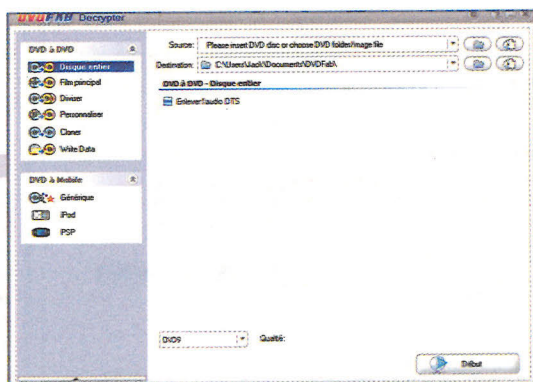 DVDFAB Decrypter
DVD à DVD
Disque entier
Film principal
Diviser
Personnaliser
Cloner
Write Data
DVD à Mobile
Générique
iPod
PSP
Source: Please insert DVD disc or choose DVD folder/image file
Destination: C:\Users\Jack\Documents\DVDFab\
DVD à DVD - Disque entier
Enlever l'audio DTS
DVD9 Qualité:
Début